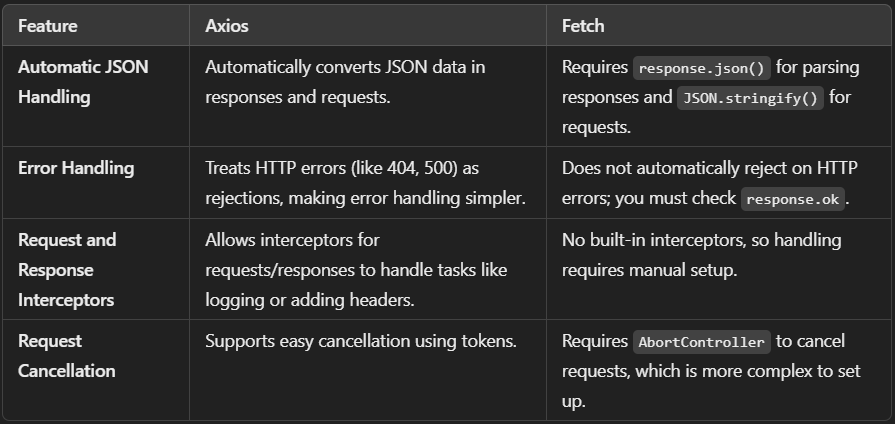 Feature Axios Fetch
Automatic JSON Automatically converts JSON data in Requires response.json() for parsing
Handling responses and requests. responses and JSON.stringify() for
requests.
Error Handling Treats HTTP errors (like 404, 500) as Does not automatically reject on HTTP
rejections, making error handling simpler. errors; you must check response.ok.
Request and Allows interceptors for No built-in interceptors, so handling
Response requests/responses to handle tasks like requires manual setup.
Interceptors logging or adding headers.
Request Supports easy cancellation using tokens. Requires AbortController to cancel
Cancellation requests, which is more complex to set
up.